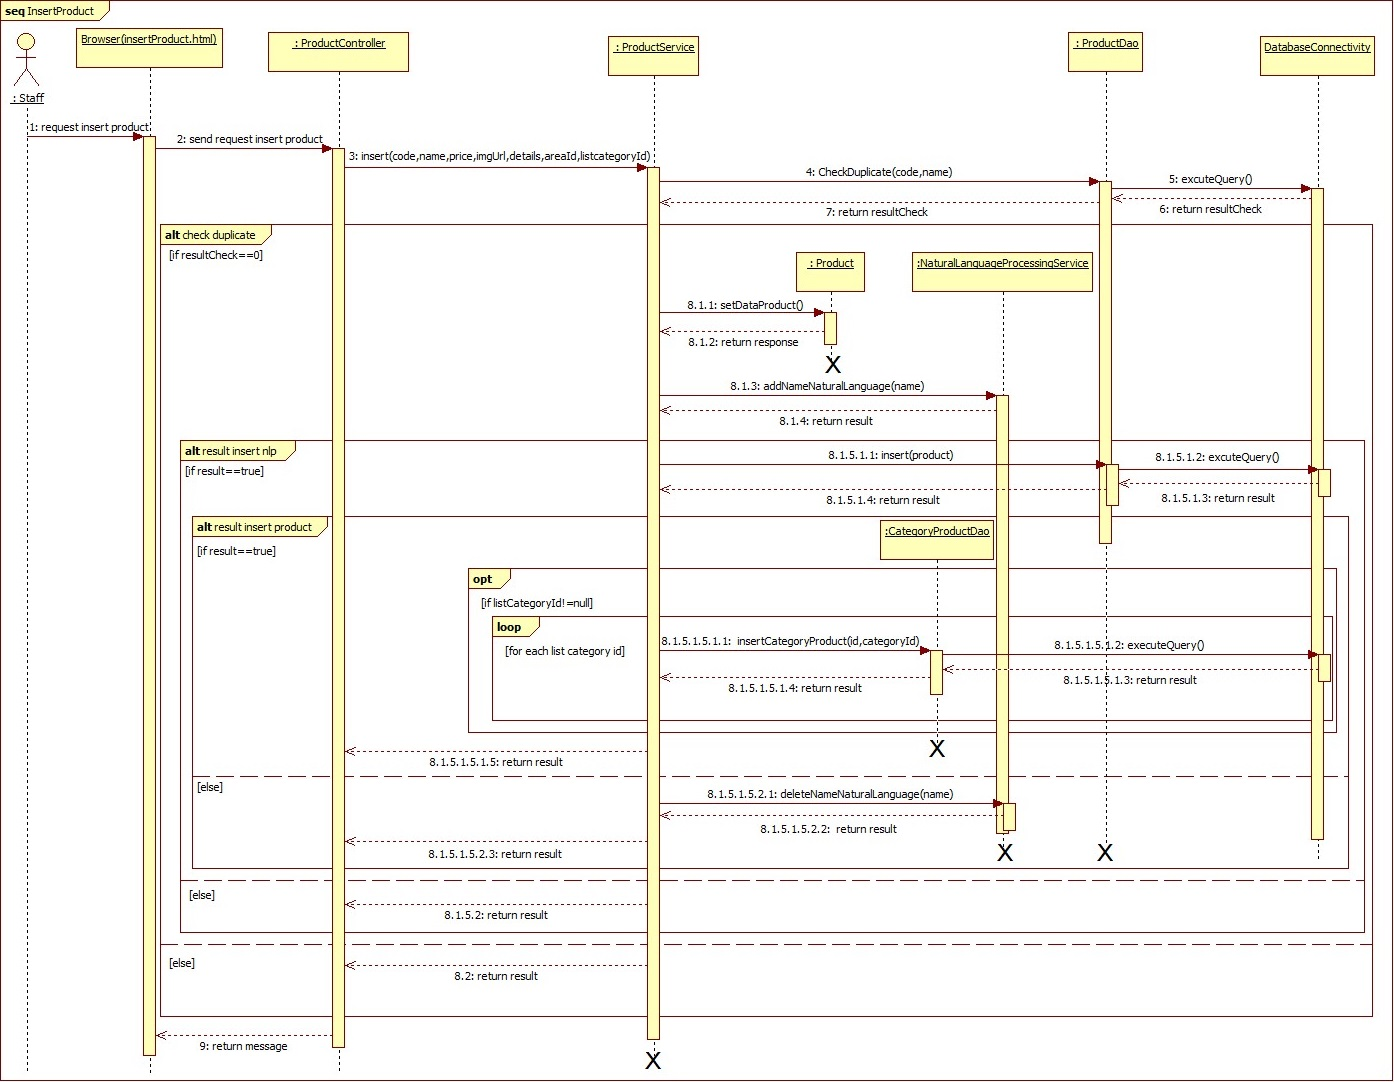 seq InsertProduct
Browser(insertProduct.html)
: ProductController
: ProductService
: ProductDao
DatabaseConnectivity
: Staff
1: request insert product
2: send request insert product
3: insert(code,name,price,imgUrl,details,areaId,listcategoryId)
4: CheckDuplicate(code,name)
5: excuteQuery()
6: return resultCheck
7: return resultCheck
alt check duplicate
[if resultCheck==0]
: Product
:NaturalLanguageProcessingService
8.1.1: setDataProduct()
8.1.2: return response
X
8.1.3: addNameNaturalLanguage(name)
8.1.4: return result
alt result insert nlp
[if result==true]
8.1.5.1.1: insert(product)
8.1.5.1.2: excuteQuery()
8.1.5.1.3: return result
8.1.5.1.4: return result
alt result insert product
[if result==true]
:CategoryProductDao
opt
[if listCategoryId!=null]
loop
[for each list category id]
8.1.5.1.5.1.1: insertCategoryProduct(id,categoryId)
8.1.5.1.5.1.2: executeQuery()
8.1.5.1.5.1.3: return result
8.1.5.1.5.1.4: return result
X
8.1.5.1.5.1.5: return result
[else]
8.1.5.1.5.2.1: deleteNameNaturalLanguage(name)
8.1.5.1.5.2.2: return result
8.1.5.1.5.2.3: return result
X
X
[else]
8.1.5.2: return result
[else]
8.2: return result
9: return message
X